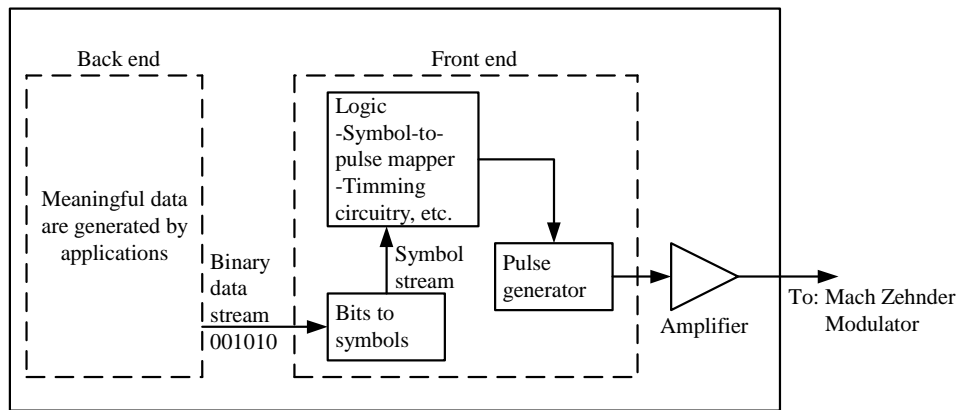 Back end
Meaningful data
are generated by
applications
Binary
data
stream
001010
Front end
Logic
-Symbol-to-
pulse mapper
-Timming
circuitry, etc.
Symbol
stream
Bits to
symbols
Pulse
generator
Amplifier
To: Mach Zehnder
Modulator